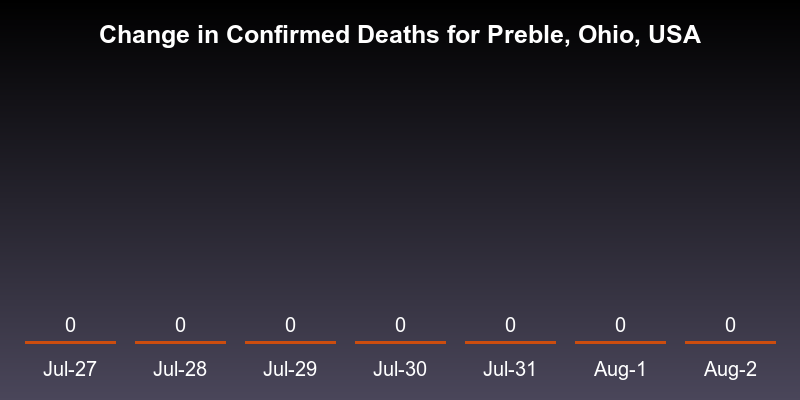 Change in Confirmed Deaths for Preble, Ohio, USA
0 0 0 0 0 0 0
Jul-27 Jul-28 Jul-29 Jul-30 Jul-31 Aug-1 Aug-2